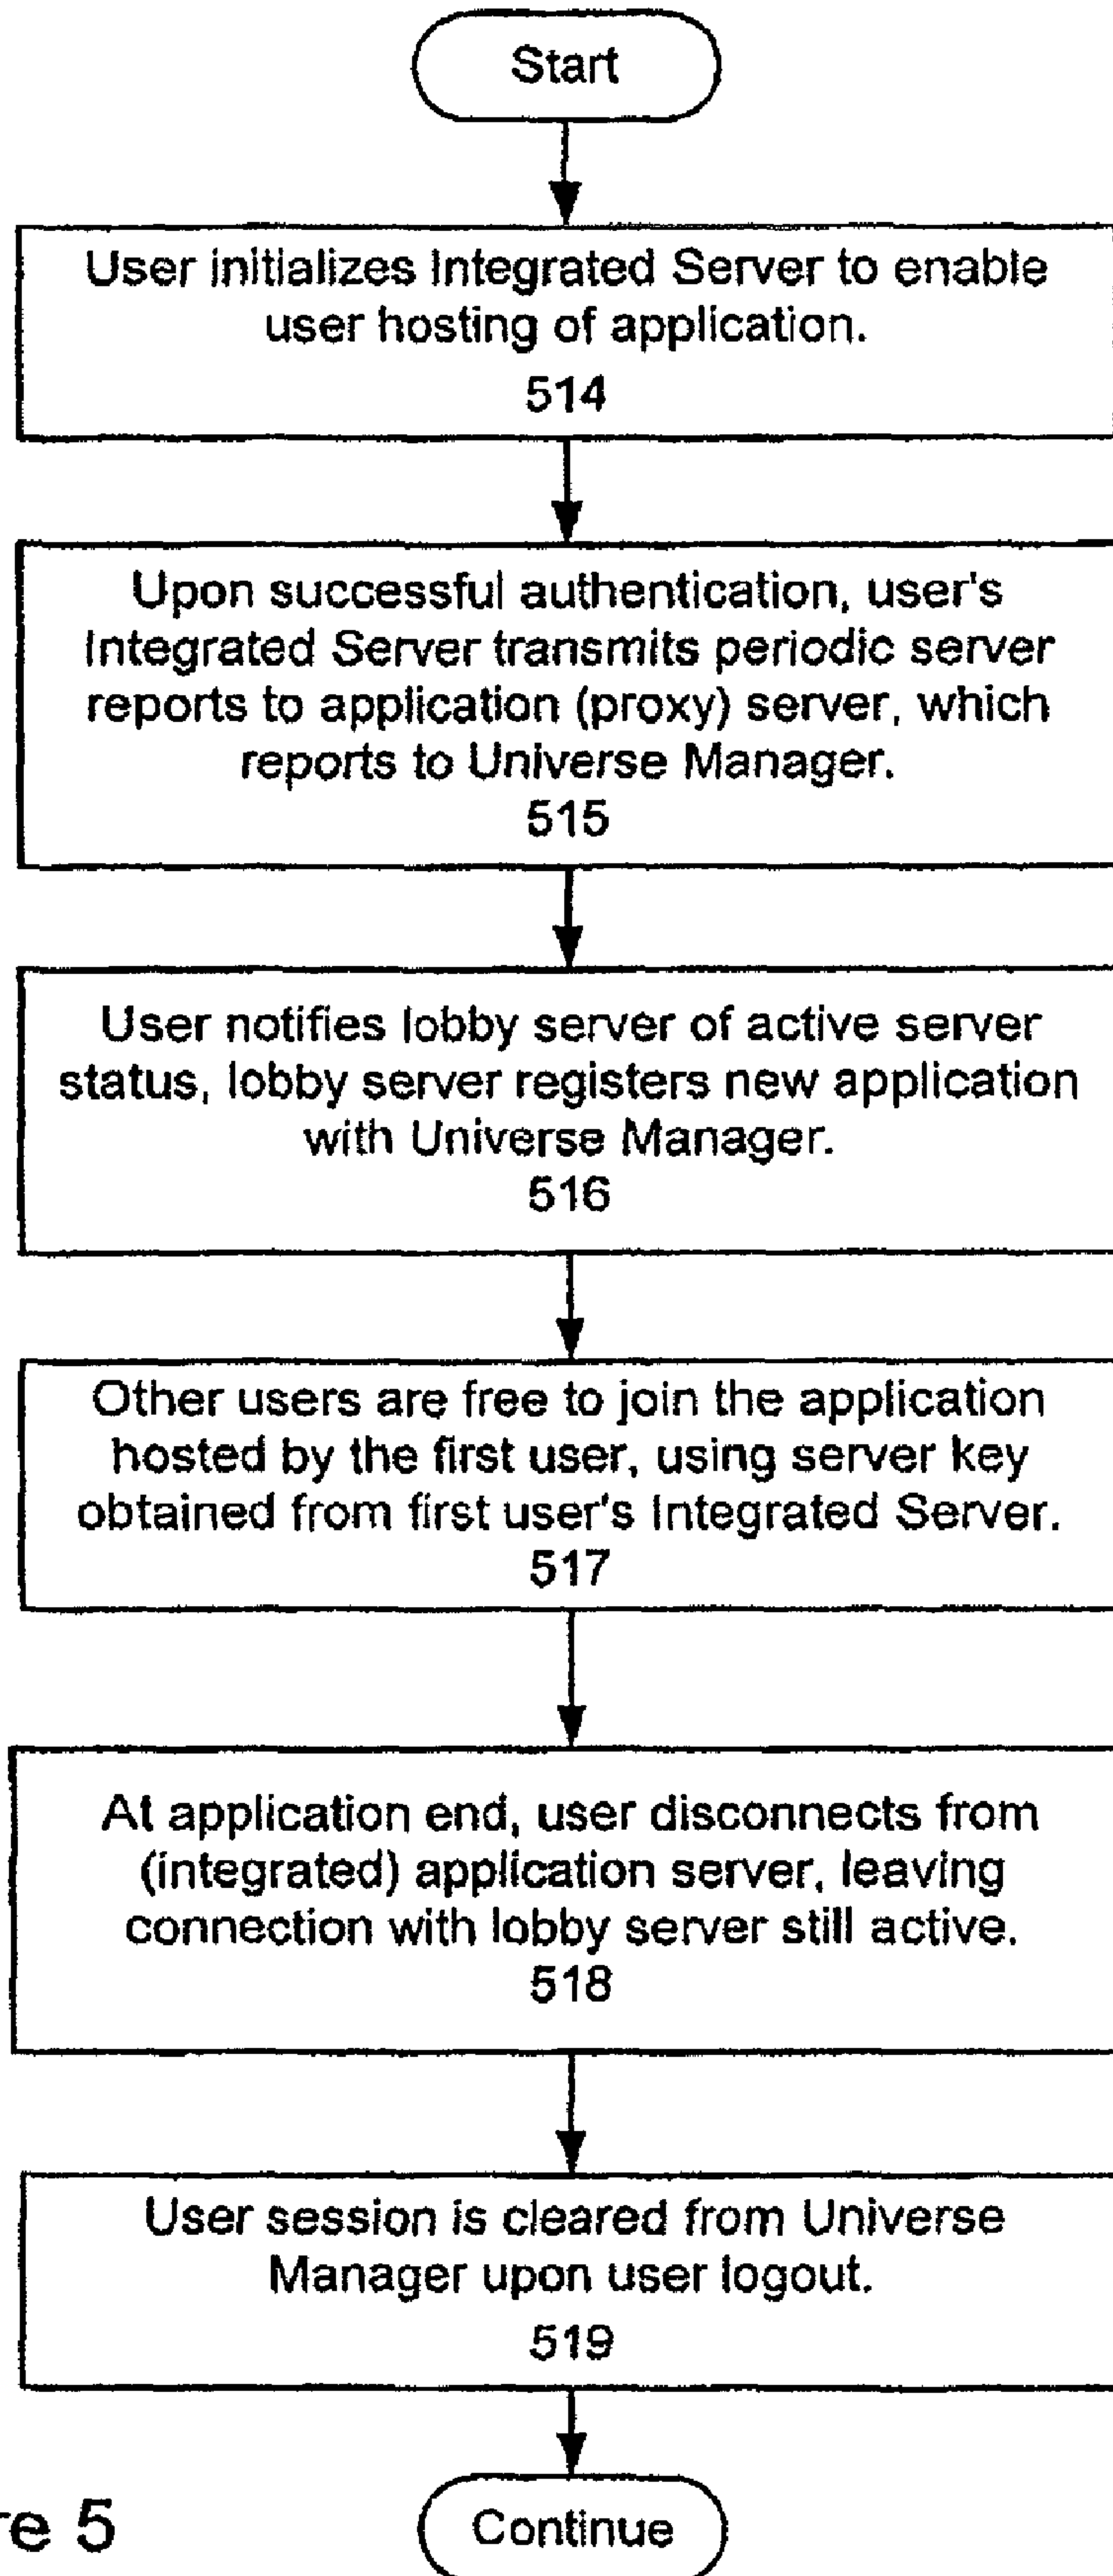 Start
User initializes Integrated Server to enable
user hosting of application.
514
Upon successful authentication, user's
Integrated Server transmits periodic server
reports to application (proxy) server, which
reports to Universe Manager.
515
User notifies lobby server of active server
status, lobby server registers new application
with Universe Manager.
516
Other users are free to join the application
hosted by the first user, using server key
obtained from first user's Integrated Server.
517
At application end, user disconnects from
(integrated) application server, leaving
connection with lobby server still active.
518
User session is cleared from Universe
Manager upon user logout.
519
re 5
Continue